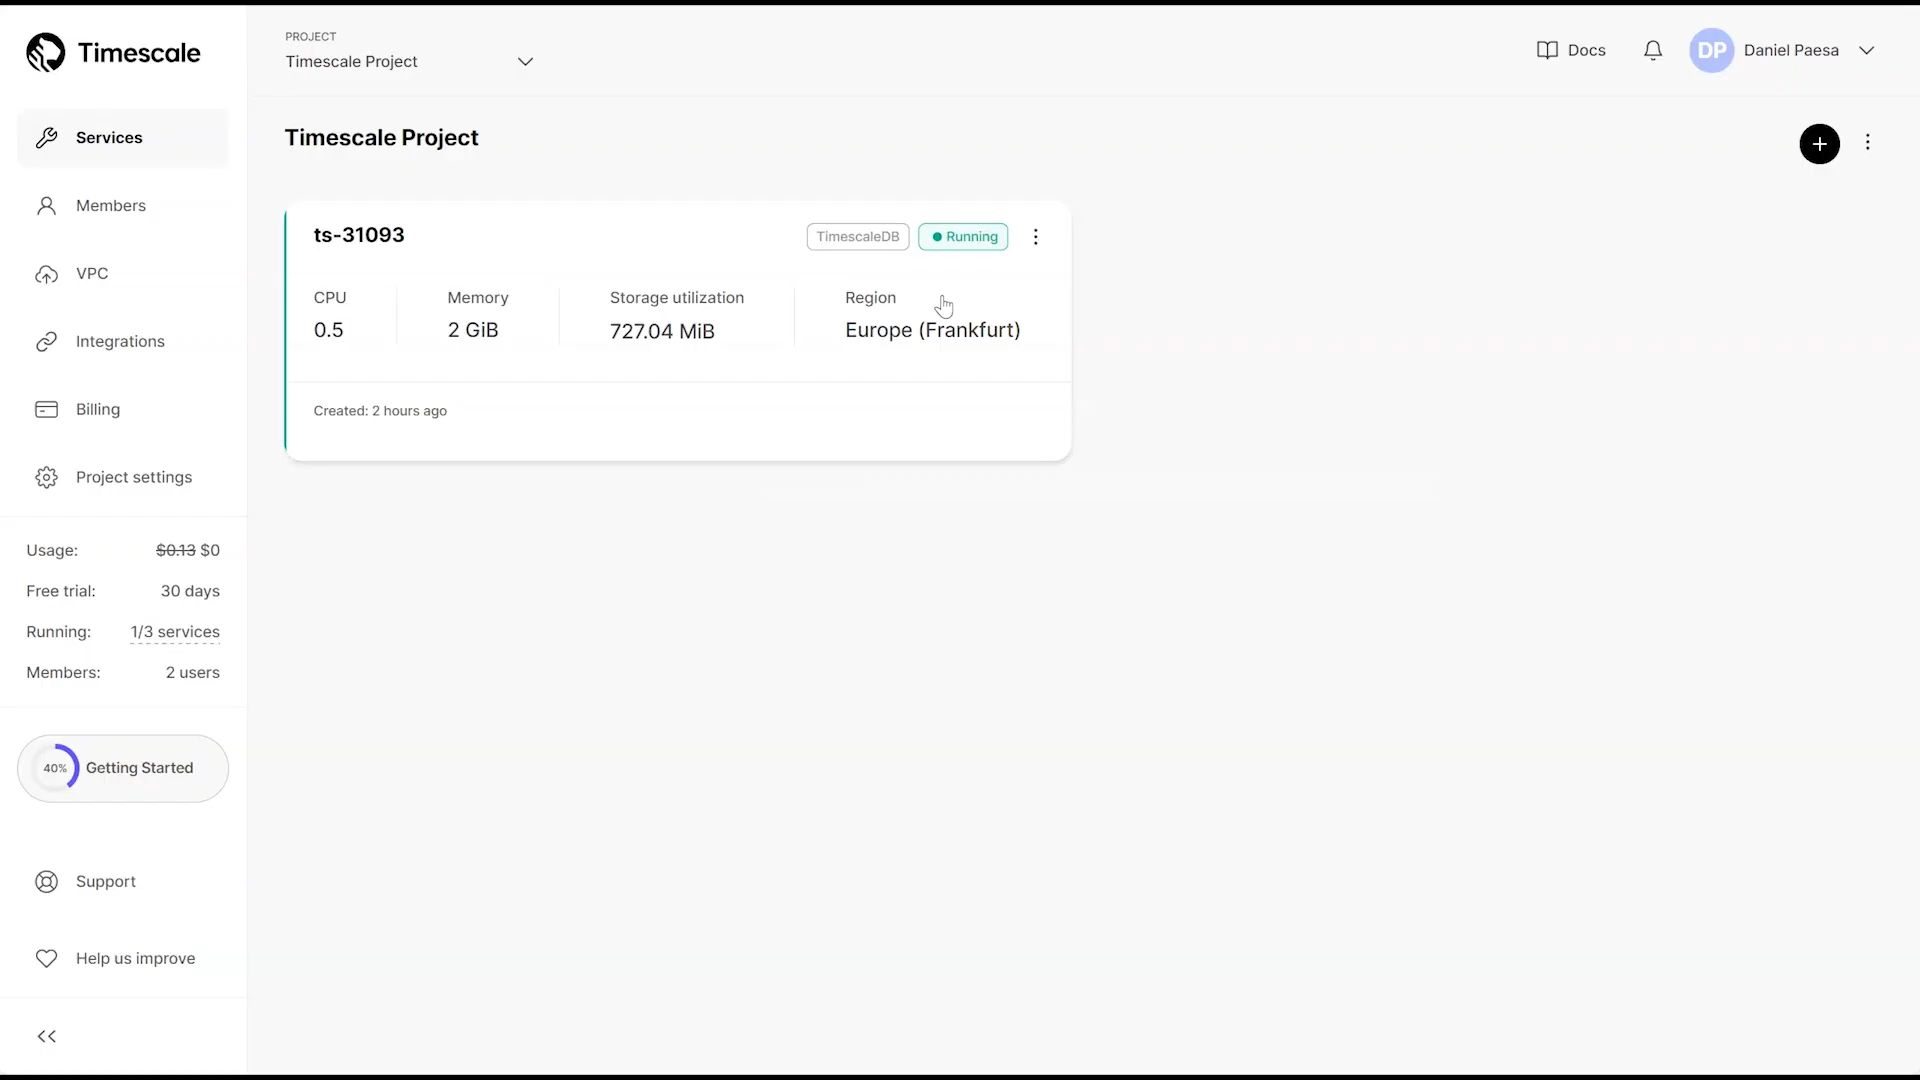 Timescale
Services
Members
VPC
Integrations
Billing
Project settings
Usage: $0.13 $0
Free trial: 30 days
Running: 1/3 services
Members: 2 users
40% Getting Started
Support
Help us improve
PROJECT
Timescale Project
Docs
DP Daniel Paesa
Timescale Project
ts-31093
TimescaleDB Running
CPU Memory Storage utilization Region
0.5 2 GiB 727.04 MiB Europe (Frankfurt)
Created: 2 hours ago